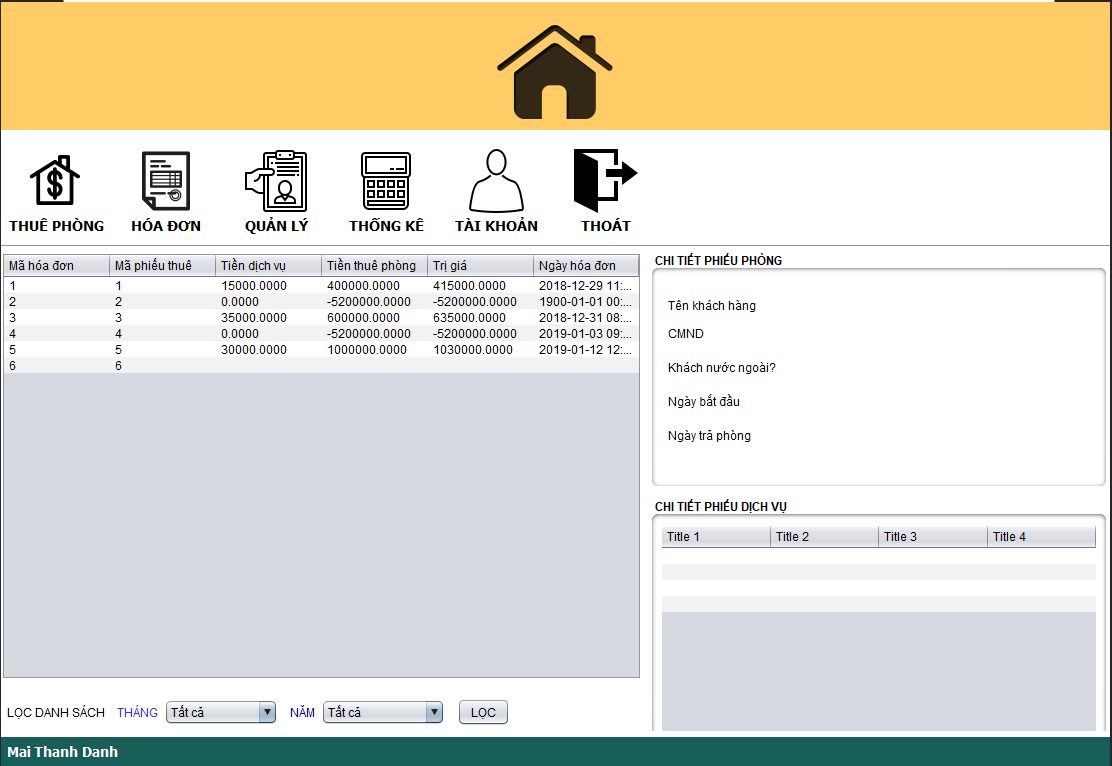 $
THUÊ PHÒNG HÓA ĐƠN QUẢN LÝ THỐNG KÊ TÀI KHOẢN THOÁT
Mã hóa đơn Mã phiếu thuê Tiền dịch vụ Tiền thuê phòng Trị giá Ngày hóa đơn
1 1 15000.0000 400000.0000 415000.0000 2018-12-29 11:...
2 2 0.0000 -5200000.0000 -5200000.0000 1900-01-01 00:...
3 3 35000.0000 600000.0000 635000.0000 2018-12-31 08:...
4 4 0.0000 -5200000.0000 -5200000.0000 2019-01-03 09:...
5 5 30000.0000 1000000.0000 1030000.0000 2019-01-12 12:...
6 6
LỌC DANH SÁCH THÁNG Tất cả NĂM Tất cả LỌC
CHI TIẾT PHIẾU PHÒNG
Tên khách hàng
CMND
Khách nước ngoài?
Ngày bắt đầu
Ngày trả phòng
CHI TIẾT PHIẾU DỊCH VỤ
Title 1 Title 2 Title 3 Title 4
Mai Thanh Danh